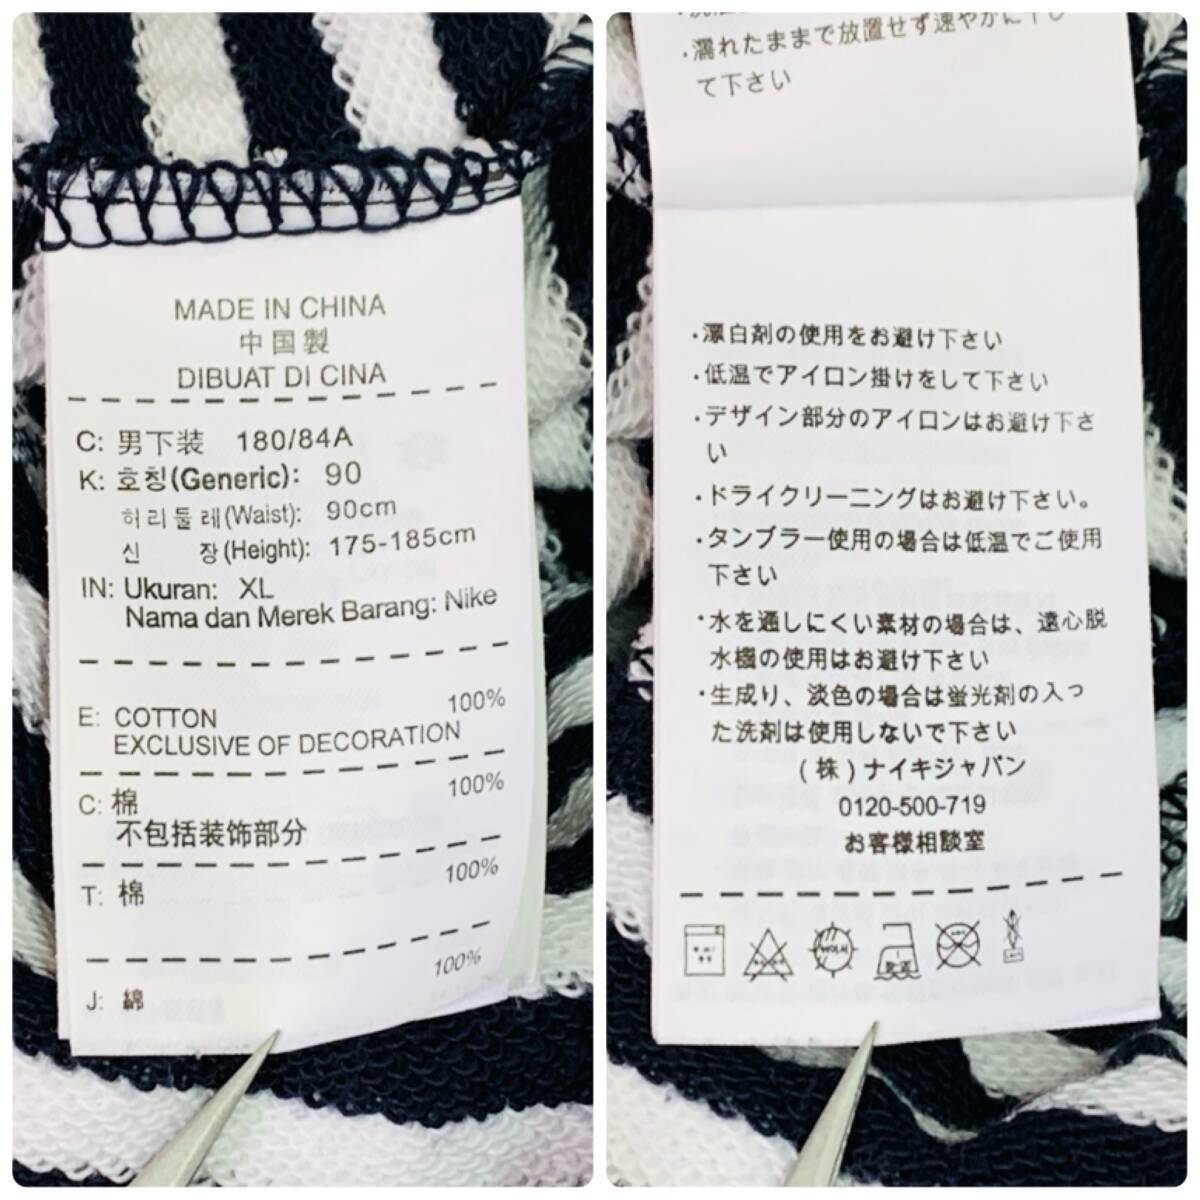 MADE IN CHINA
中国製
DIBUAT DI CINA
C: 男下装 180/84A
K: 호칭(Generic): 90
허리둘레(Waist): 90cm
신 장(Height): 175-185cm
IN: Ukuran: XL
Nama dan Merek Barang: Nike
E: COTTON 100%
EXCLUSIVE OF DECORATION
C: 棉 100%
不包括装饰部分
T: 棉 100%
J: 綿 100%
・濡れたままで放置せず速やかに干し
て下さい
・漂白剤の使用をお避け下さい
・低温でアイロン掛けをして下さい
・デザイン部分のアイロンはお避け下さ
い
・ドライクリーニングはお避け下さい。
・タンブラー使用の場合は低温でご使用
下さい
・水を通しにくい素材の場合は、遠心脱
水機の使用はお避け下さい
・生成り、淡色の場合は蛍光剤の入っ
た洗剤は使用しないで下さい
(株)ナイキジャパン
0120-500-719
お客様相談室